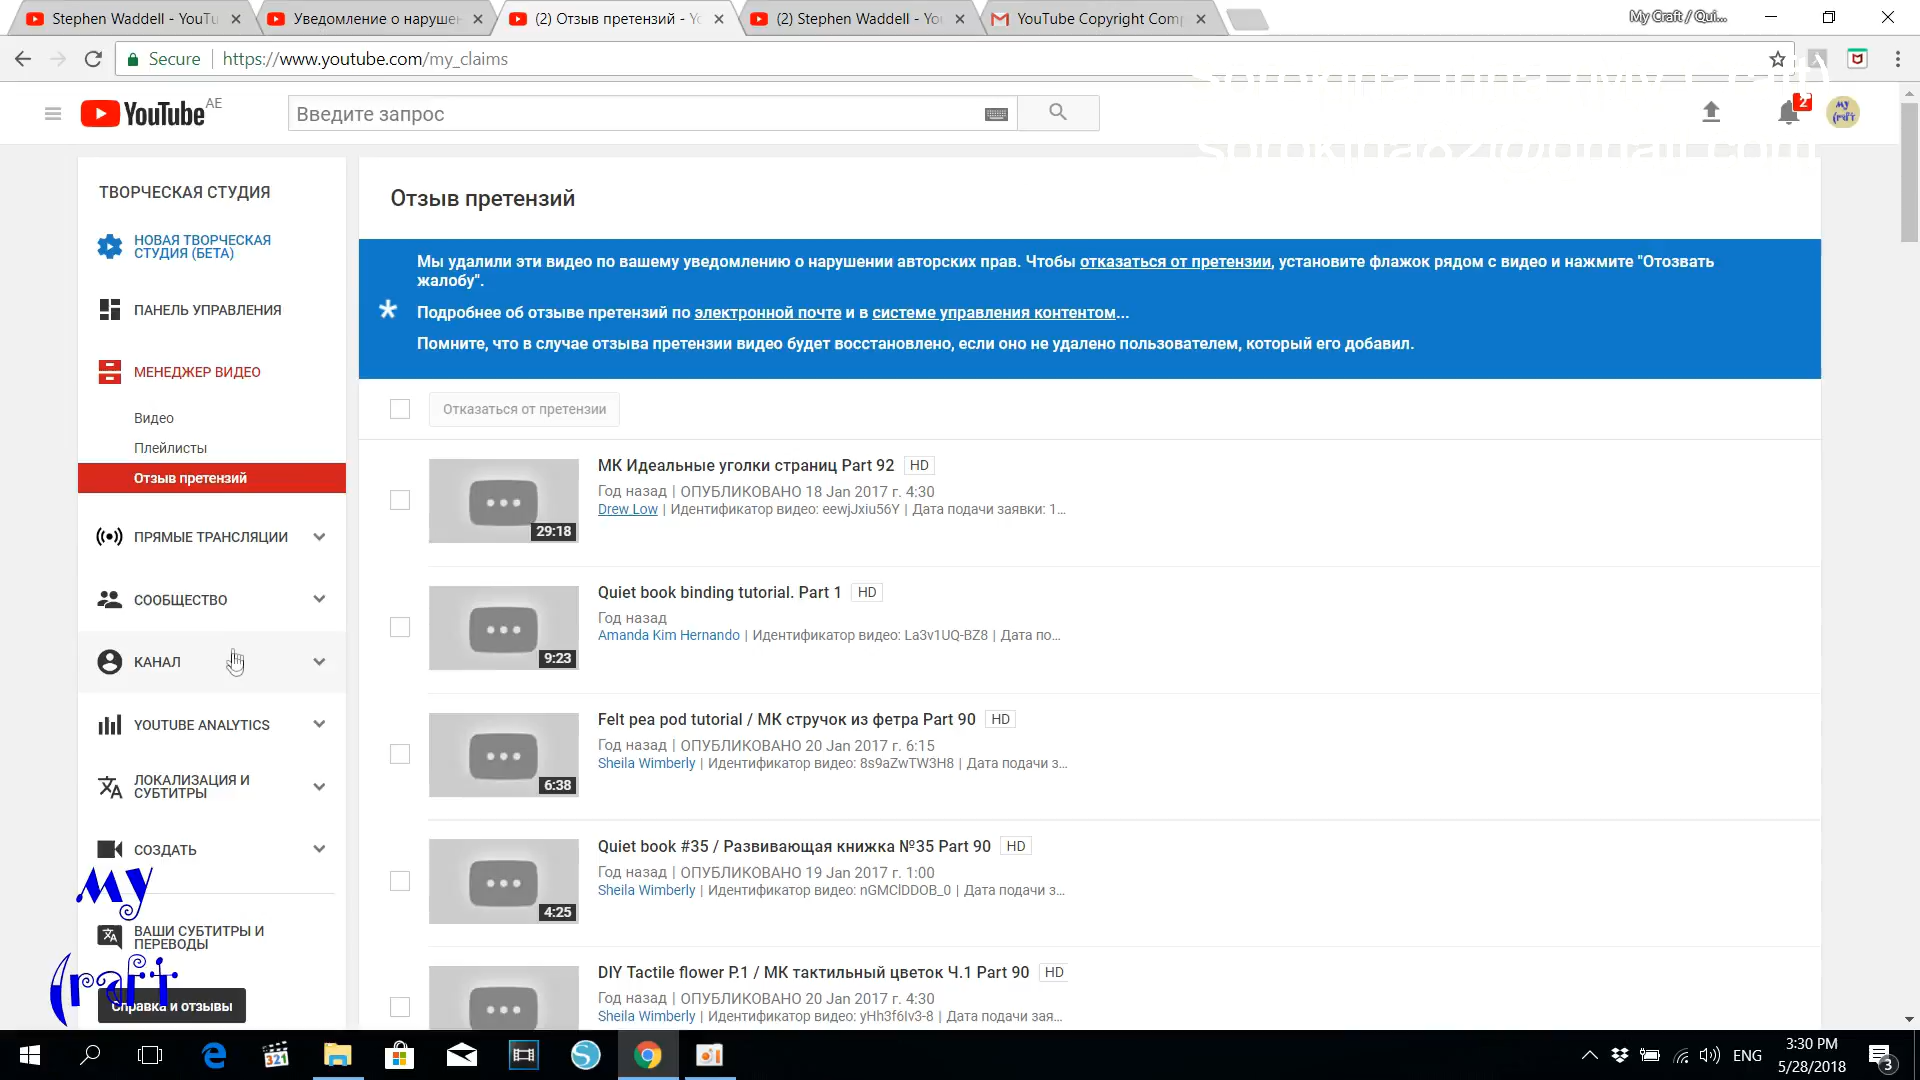 Stephen Waddell - YouTu
Уведомление о нарушен
(2) Отзыв претензий - Yo
(2) Stephen Waddell - You
YouTube Copyright Comp
My Craft / Qui...
Secure
https://www.youtube.com/my_claims
YouTube AE
Введите запрос
2
my craft
sorokina82@gmail.com
ТВОРЧЕСКАЯ СТУДИЯ
НОВАЯ ТВОРЧЕСКАЯ
СТУДИЯ (БЕТА)
ПАНЕЛЬ УПРАВЛЕНИЯ
МЕНЕДЖЕР ВИДЕО
Видео
Плейлисты
Отзыв претензий
ПРЯМЫЕ ТРАНСЛЯЦИИ
СООБЩЕСТВО
КАНАЛ
YOUTUBE ANALYTICS
ЛОКАЛИЗАЦИЯ И
СУБТИТРЫ
СОЗДАТЬ
ВАШИ СУБТИТРЫ И
ПЕРЕВОДЫ
Справка и отзывы
my
craft
Отзыв претензий
Мы удалили эти видео по вашему уведомлению о нарушении авторских прав. Чтобы отказаться от претензии, установите флажок рядом с видео и нажмите "Отозвать
жалобу".
* Подробнее об отзыве претензий по электронной почте и в системе управления контентом...
Помните, что в случае отзыва претензии видео будет восстановлено, если оно не удалено пользователем, который его добавил.
Отказаться от претензии
МК Идеальные уголки страниц Part 92 HD
Год назад | ОПУБЛИКОВАНО 18 Jan 2017 г. 4:30
Drew Low | Идентификатор видео: eewjJxiu56Y | Дата подачи заявки: 1...
29:18
Quiet book binding tutorial. Part 1 HD
Год назад
Amanda Kim Hernando | Идентификатор видео: La3v1UQ-BZ8 | Дата по...
9:23
Felt pea pod tutorial / МК стручок из фетра Part 90 HD
Год назад | ОПУБЛИКОВАНО 20 Jan 2017 г. 6:15
Sheila Wimberly | Идентификатор видео: 8s9aZwTW3H8 | Дата подачи з...
6:38
Quiet book #35 / Развивающая книжка №35 Part 90 HD
Год назад | ОПУБЛИКОВАНО 19 Jan 2017 г. 1:00
Sheila Wimberly | Идентификатор видео: nGMClDDOB_0 | Дата подачи з...
4:25
DIY Tactile flower P.1 / МК тактильный цветок Ч.1 Part 90 HD
Год назад | ОПУБЛИКОВАНО 20 Jan 2017 г. 4:30
Sheila Wimberly | Идентификатор видео: yHh3f6Iv3-8 | Дата подачи зая...
321
ENG
3:30 PM
5/28/2018
3